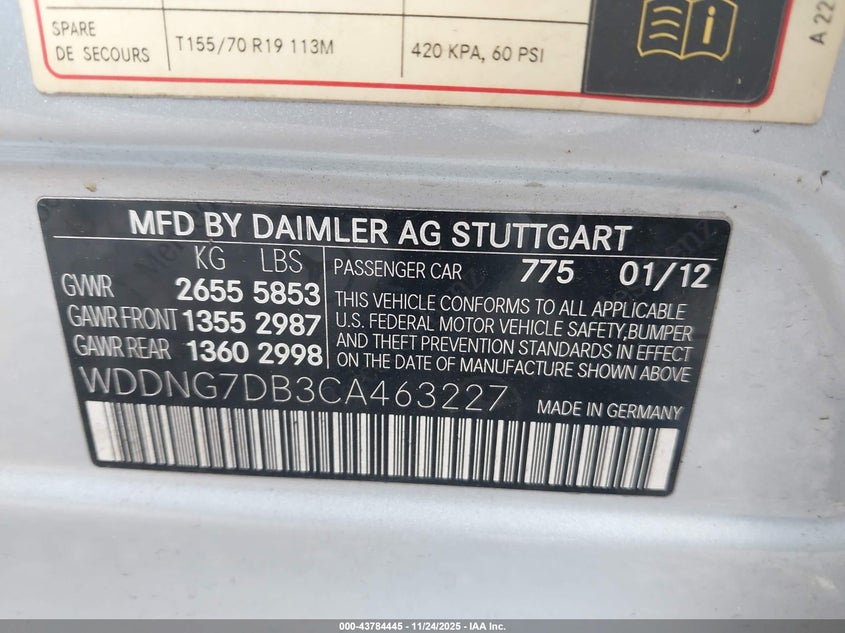 SPARE
DE SECOURS
T155/70 R19 113M
420 KPA, 60 PSI
A 22
MFD BY DAIMLER AG STUTTGART
KG LBS
GVWR 2655 5853
GAWR FRONT 1355 2987
GAWR REAR 1360 2998
PASSENGER CAR 775 01/12
THIS VEHICLE CONFORMS TO ALL APPLICABLE
U.S. FEDERAL MOTOR VEHICLE SAFETY,BUMPER
AND THEFT PREVENTION STANDARDS IN EFFECT
ON THE DATE OF MANUFACTURE SHOWN ABOVE
WDDNG7DB3CA463227
MADE IN GERMANY
000-43784445 - 11/24/2025 - IAA Inc.